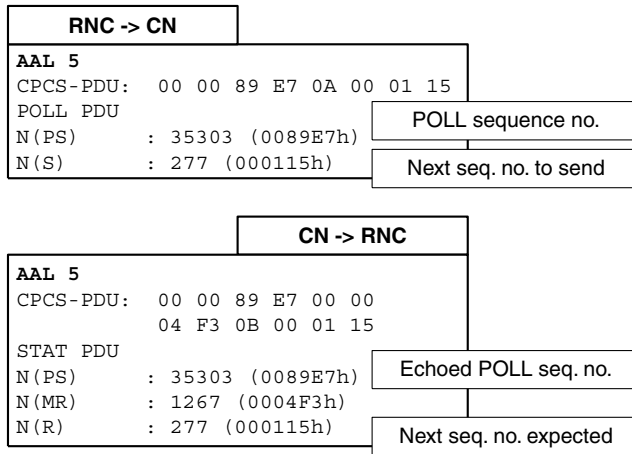 RNC -> CN
AAL 5
CPCS-PDU: 00 00 89 E7 0A 00 01 15
POLL PDU
N(PS) : 35303 (0089E7h)
POLL sequence no.
N(S) : 277 (000115h)
Next seq. no. to send
CN -> RNC
AAL 5
CPCS-PDU: 00 00 89 E7 00 00
04 F3 0B 00 01 15
STAT PDU
N(PS) : 35303 (0089E7h)
Echoed POLL seq. no.
N(MR) : 1267 (0004F3h)
N(R) : 277 (000115h)
Next seq. no. expected